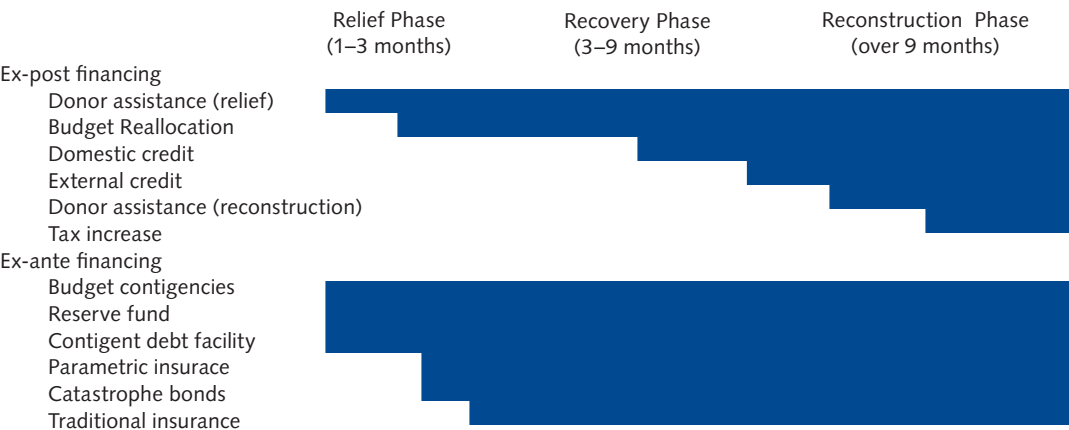 Relief Phase
(1–3 months)
Recovery Phase
(3–9 months)
Reconstruction Phase
(over 9 months)
Ex-post financing
Donor assistance (relief)
Budget Reallocation
Domestic credit
External credit
Donor assistance (reconstruction)
Tax increase
Ex-ante financing
Budget contigencies
Reserve fund
Contigent debt facility
Parametric insurace
Catastrophe bonds
Traditional insurance